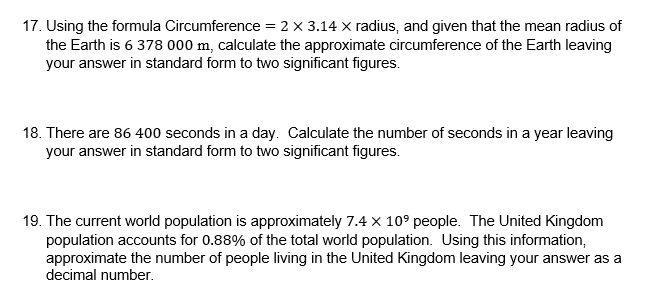 17. Using the formula Circumference = 2 × 3.14 × radius, and given that the mean radius of
the Earth is 6 378 000 m, calculate the approximate circumference of the Earth leaving
your answer in standard form to two significant figures.
18. There are 86 400 seconds in a day. Calculate the number of seconds in a year leaving
your answer in standard form to two significant figures.
19. The current world population is approximately 7.4 × 10⁹ people. The United Kingdom
population accounts for 0.88% of the total world population. Using this information,
approximate the number of people living in the United Kingdom leaving your answer as a
decimal number.